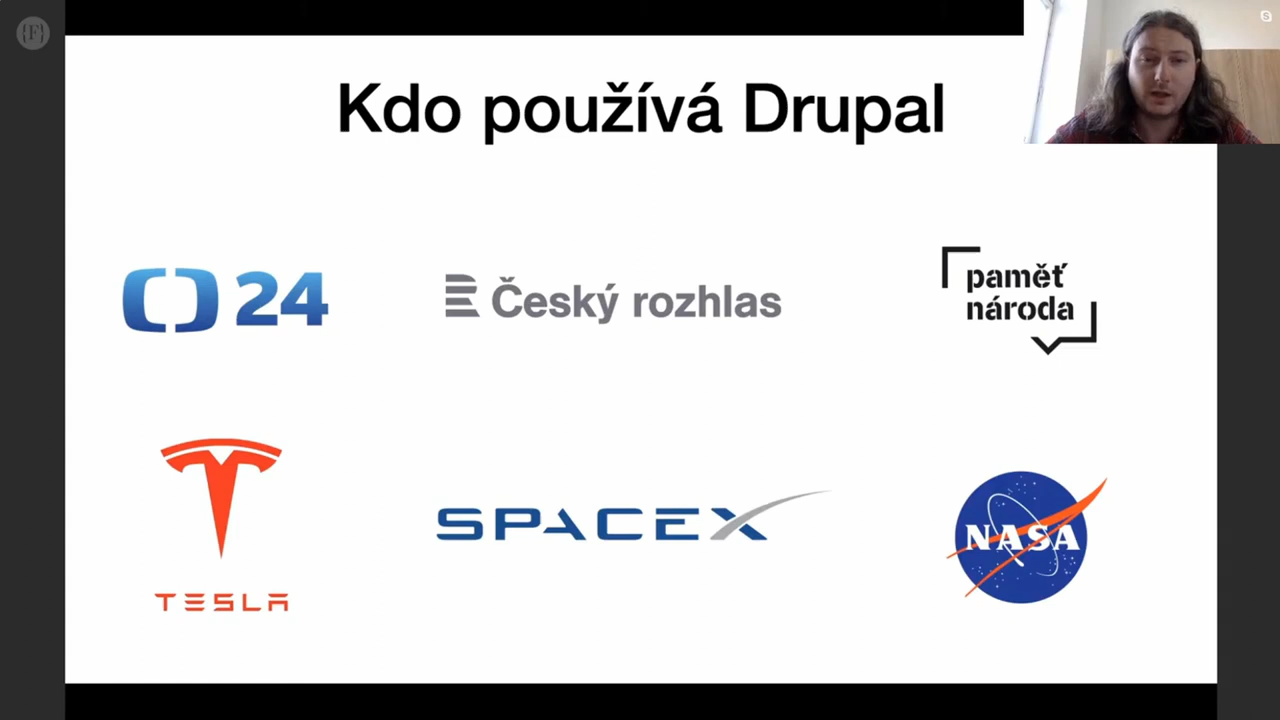 {F}
Kdo používá Drupal
24
Český rozhlas
paměť
národa
TESLA
SPACEX
NASA